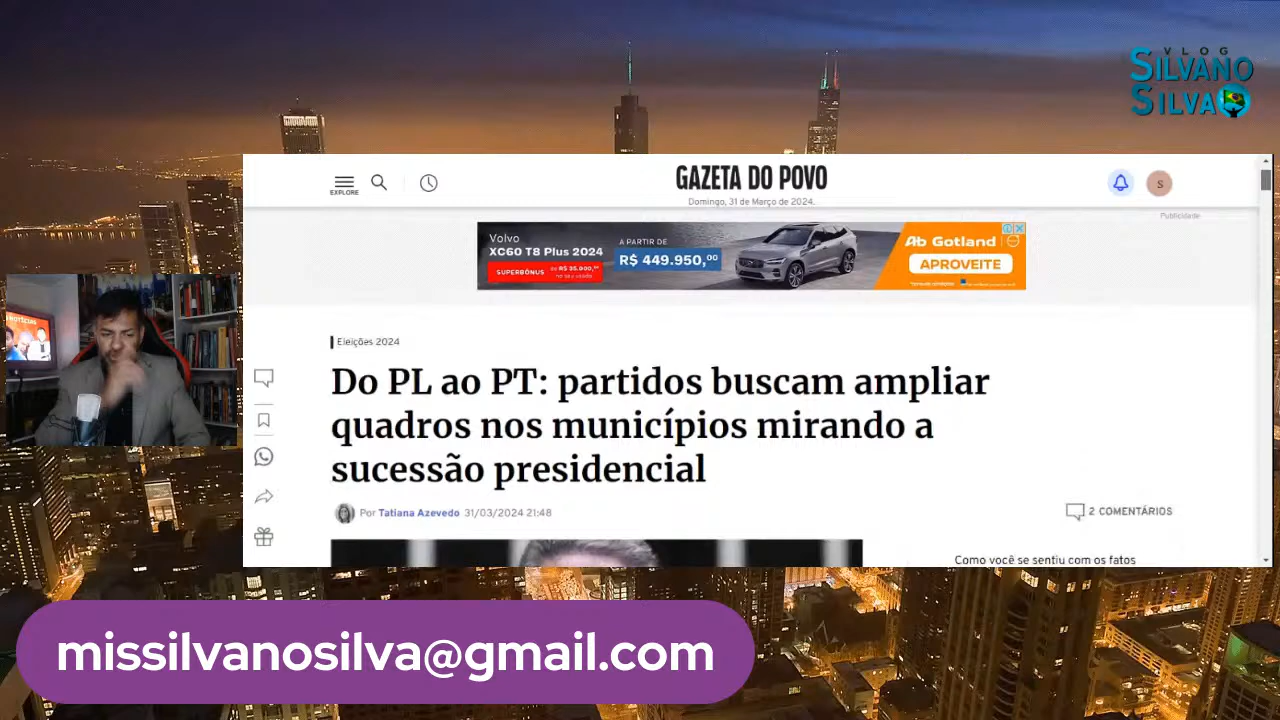 VLOG
SILVANO
SILVA
EXPLORE
GAZETA DO POVO
Domingo, 31 de Março de 2024.
S
Publicidade
Volvo
XC60 T8 Plus 2024
SUPERBÔNUS
A PARTIR DE
R$ 449.950,00
Ab Gotland
APROVEITE
Eleições 2024
Do PL ao PT: partidos buscam ampliar
quadros nos municípios mirando a
sucessão presidencial
Por Tatiana Azevedo 31/03/2024 21:48
2 COMENTÁRIOS
Como você se sentiu com os fatos
missilvanosilva@gmail.com